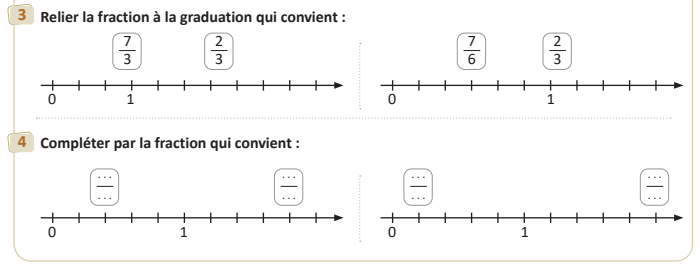 3 Relier la fraction à la graduation qui convient :
7/3 2/3 7/6 2/3
0 1 0 1
4 Compléter par la fraction qui convient :
.../... .../... .../... .../...
0 1 0 1